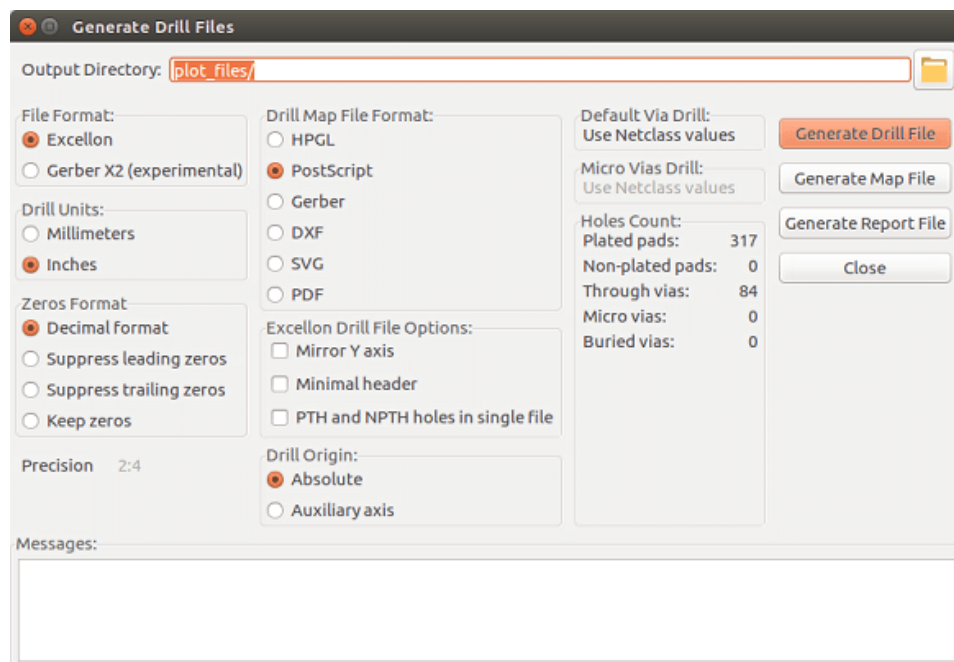 Generate Drill Files
Output Directory: plot_files/
File Format:
Excellon
Gerber X2 (experimental)
Drill Units:
Millimeters
Inches
Zeros Format
Decimal format
Suppress leading zeros
Suppress trailing zeros
Keep zeros
Precision 2:4
Drill Map File Format:
HPGL
PostScript
Gerber
DXF
SVG
PDF
Excellon Drill File Options:
Mirror Y axis
Minimal header
PTH and NPTH holes in single file
Drill Origin:
Absolute
Auxiliary axis
Default Via Drill:
Use Netclass values
Micro Vias Drill:
Use Netclass values
Holes Count:
Plated pads: 317
Non-plated pads: 0
Through vias: 84
Micro vias: 0
Buried vias: 0
Generate Drill File
Generate Map File
Generate Report File
Close
Messages: